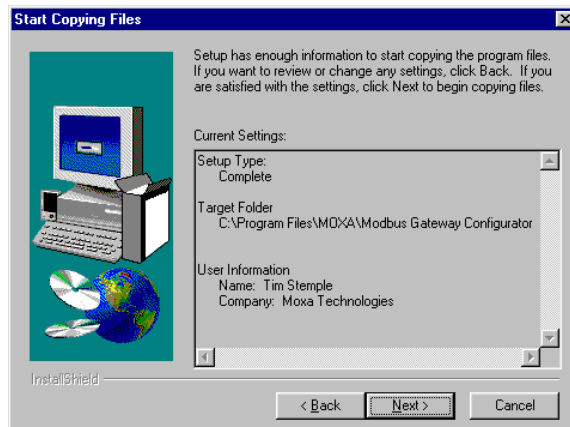 Start Copying Files
Setup has enough information to start copying the program files.
If you want to review or change any settings, click Back. If you
are satisfied with the settings, click Next to begin copying files.
Current Settings:
Setup Type:
Complete
Target Folder
C:\Program Files\MOXA\Modbus Gateway Configurator
User Information
Name: Tim Stemple
Company: Moxa Technologies
InstallShield
< Back
Next >
Cancel